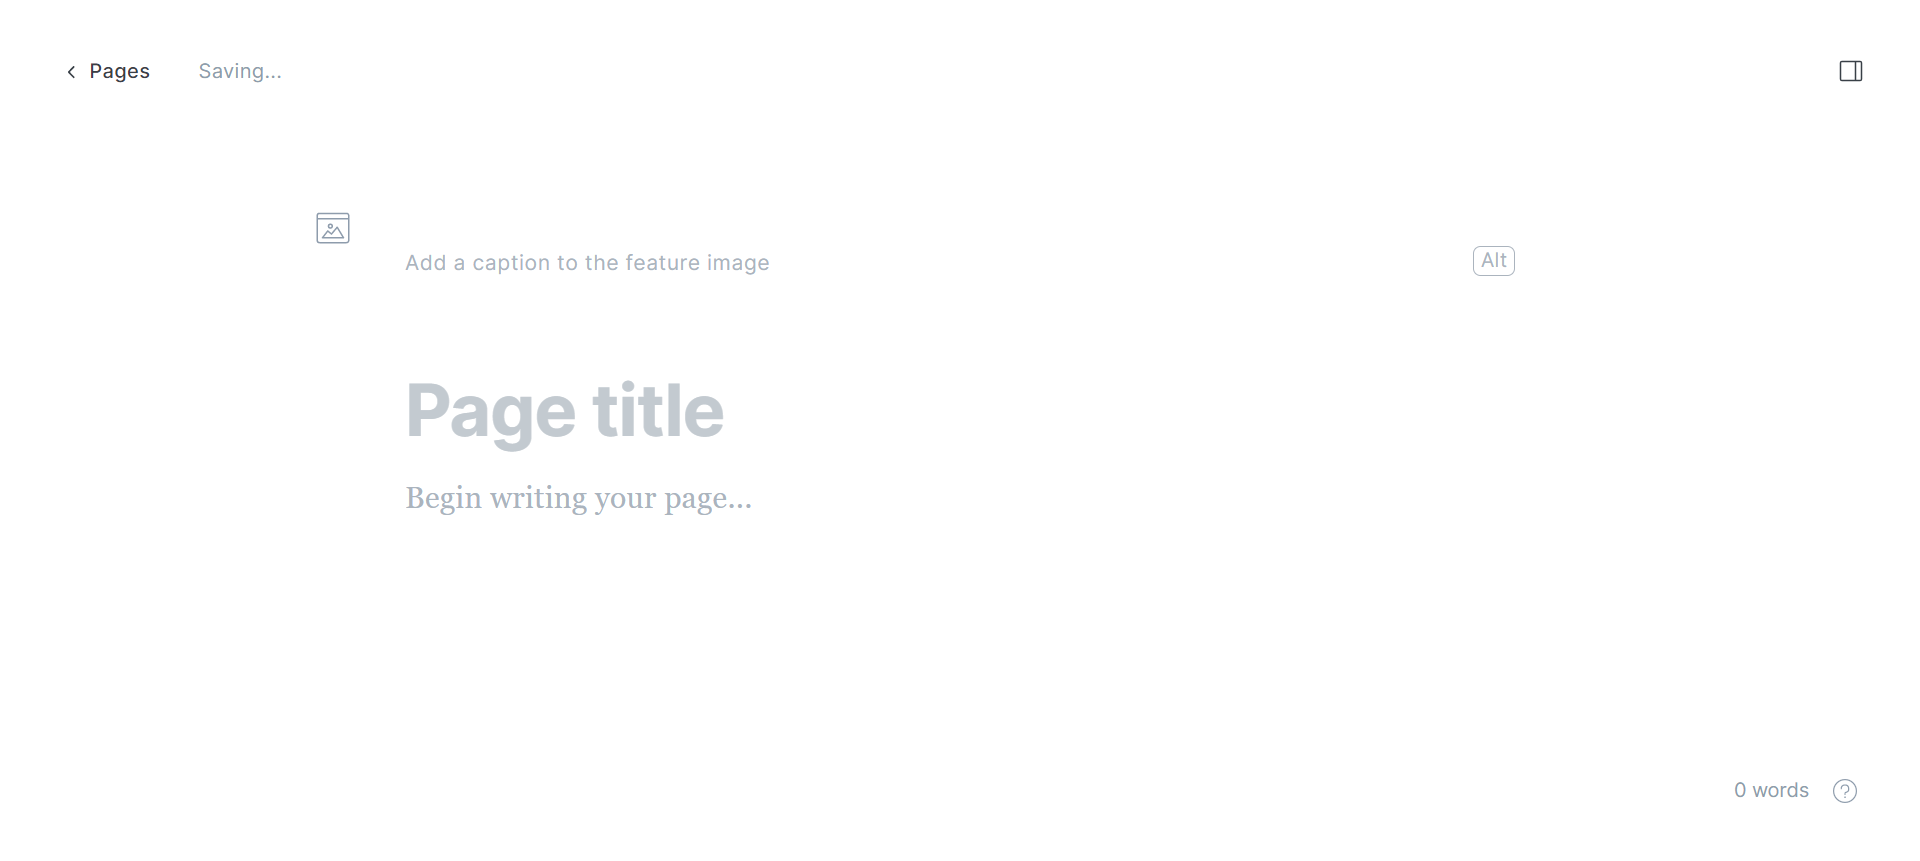 Pages Saving...
Add a caption to the feature image Alt
Page title
Begin writing your page...
0 words ?